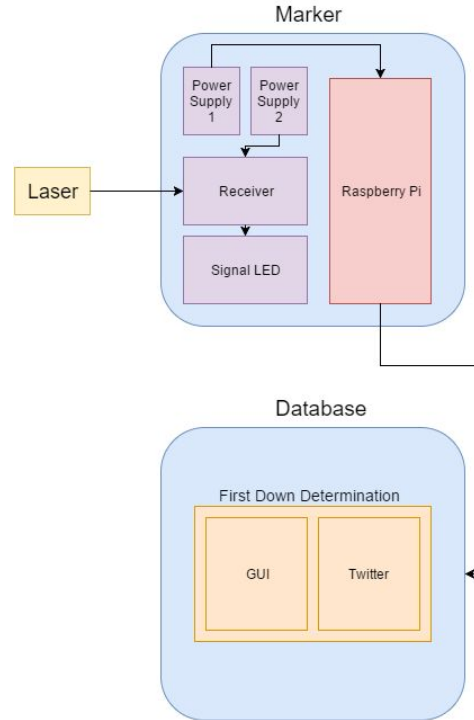 Marker
Power
Supply
1
Power
Supply
2
Laser
Receiver
Raspberry Pi
Signal LED
Database
First Down Determination
GUI
Twitter